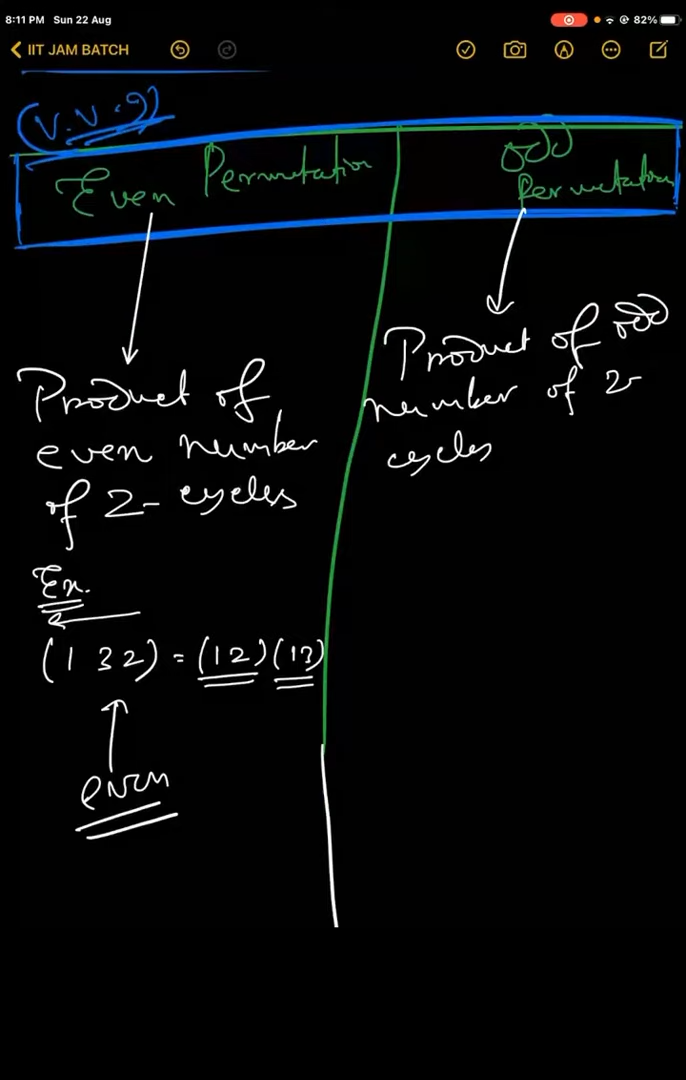 8:11 PM Sun 22 Aug
82%
IIT JAM BATCH
(V.V.9)
Even Permutation
odd
Permutation
Product of
even number
of 2- cycles
Product of odd
number of 2-
cycles
Ex.
(1 3 2) = (1 2) (1 3)
even